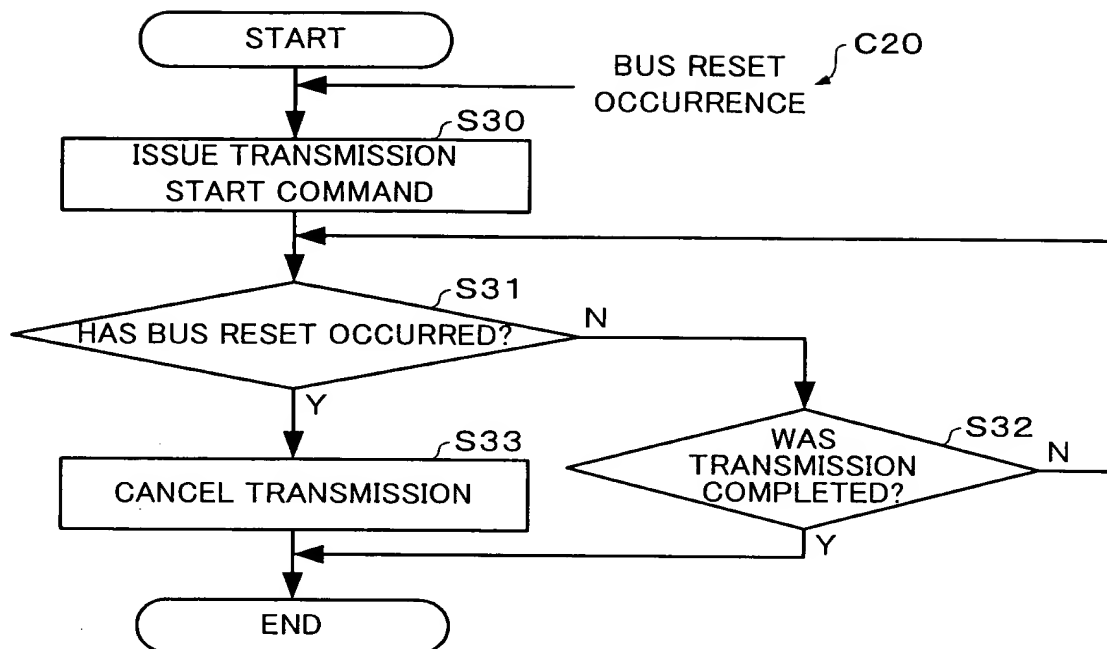 START
C20
BUS RESET
OCCURRENCE
S30
ISSUE TRANSMISSION
START COMMAND
S31
HAS BUS RESET OCCURRED?
N
Y
S32
WAS
TRANSMISSION
COMPLETED?
N
Y
S33
CANCEL TRANSMISSION
END